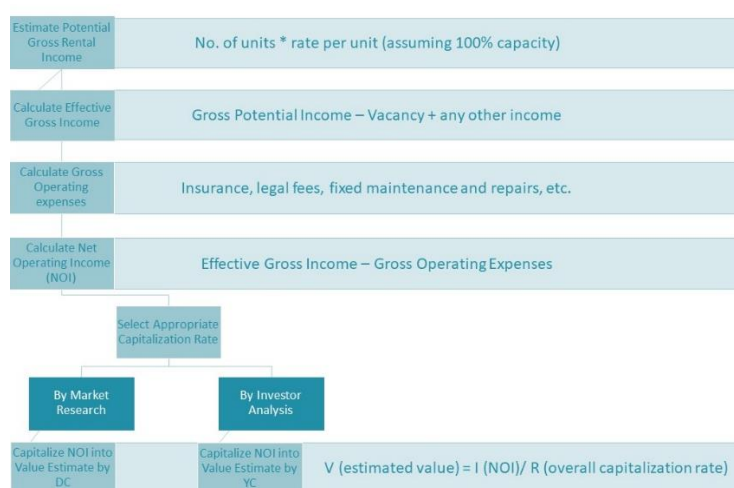 Estimate Potential
Gross Rental
Income
No. of units * rate per unit (assuming 100% capacity)
Calculate Effective
Gross Income
Gross Potential Income – Vacancy + any other income
Calculate Gross
Operating
expenses
Insurance, legal fees, fixed maintenance and repairs, etc.
Calculate Net
Operating Income
(NOI)
Effective Gross Income – Gross Operating Expenses
Select Appropriate
Capitalization Rate
By Market
Research
By Investor
Analysis
Capitalize NOI into
Value Estimate by
DC
Capitalize NOI into
Value Estimate by
YC
V (estimated value) = I (NOI)/ R (overall capitalization rate)